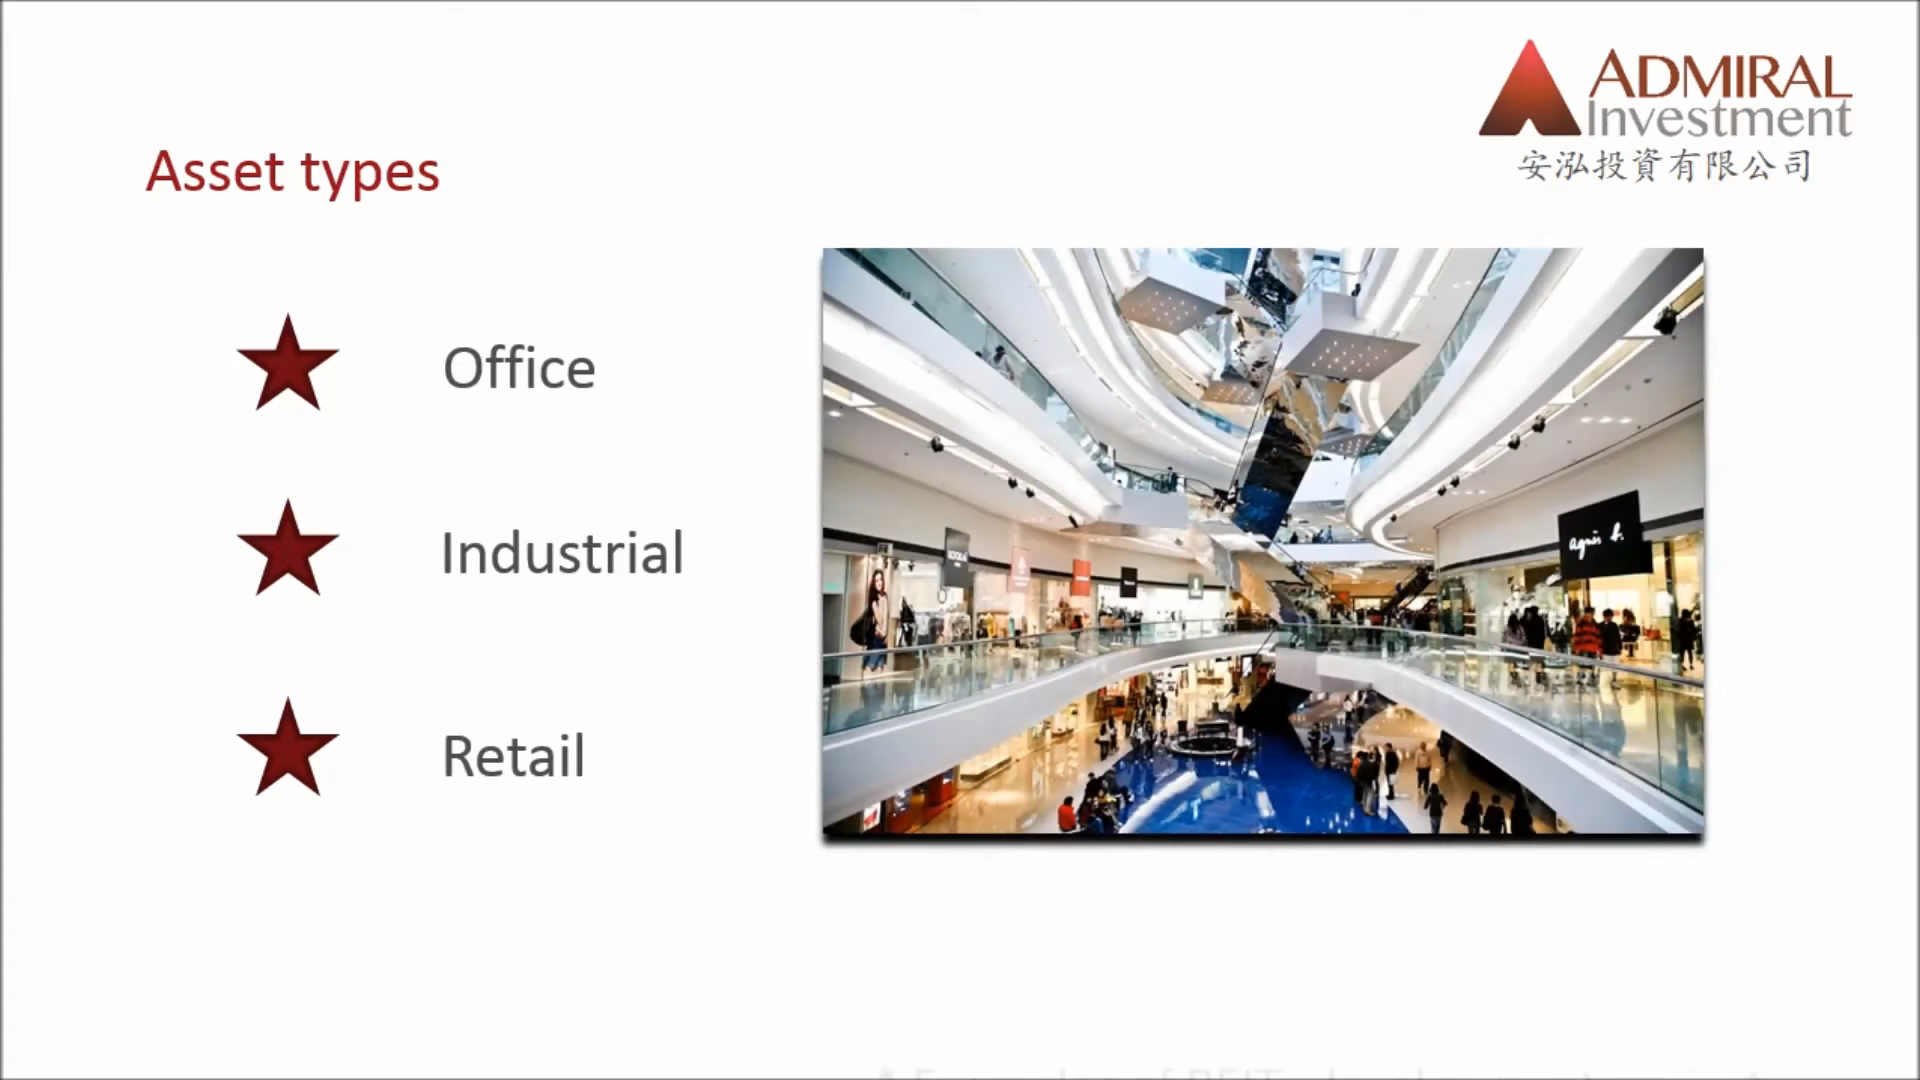 ADMIRAL
Investment
安泓投資有限公司
Asset types
Office
Industrial
Retail
agnès b.